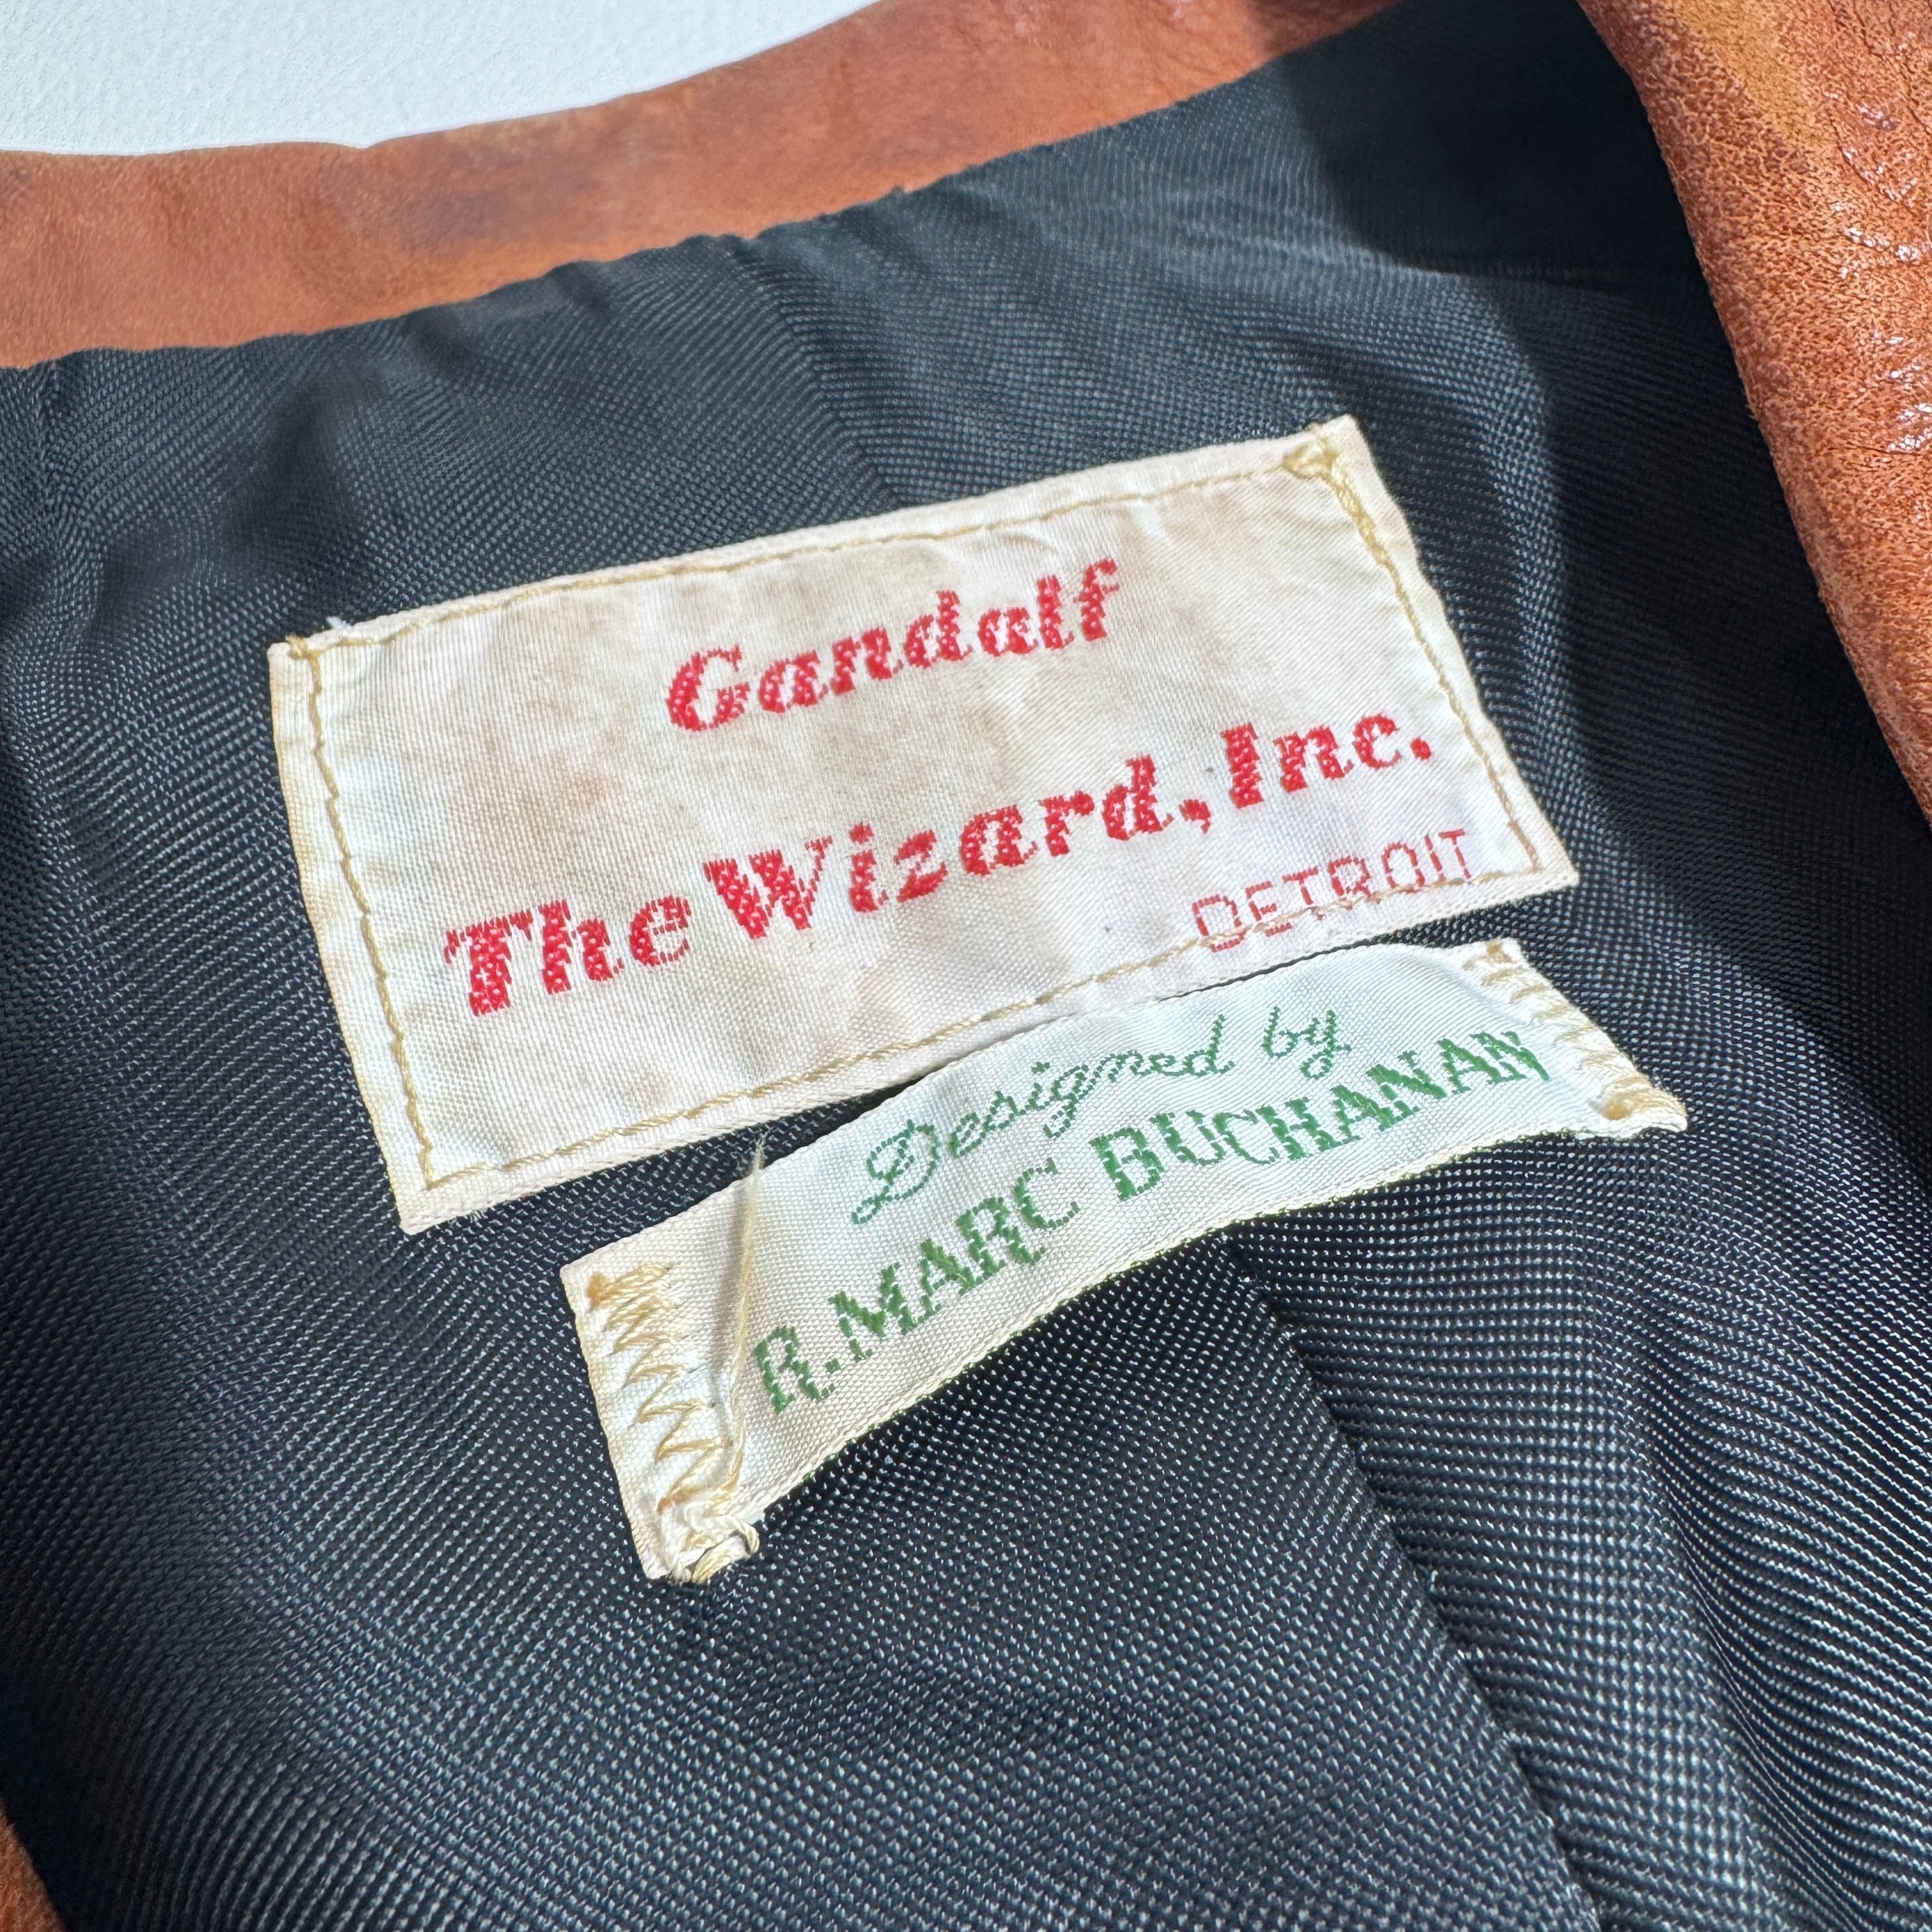 Gandalf
The Wizard, Inc.
DETROIT
Designed by
R. MARC BUCHANAN